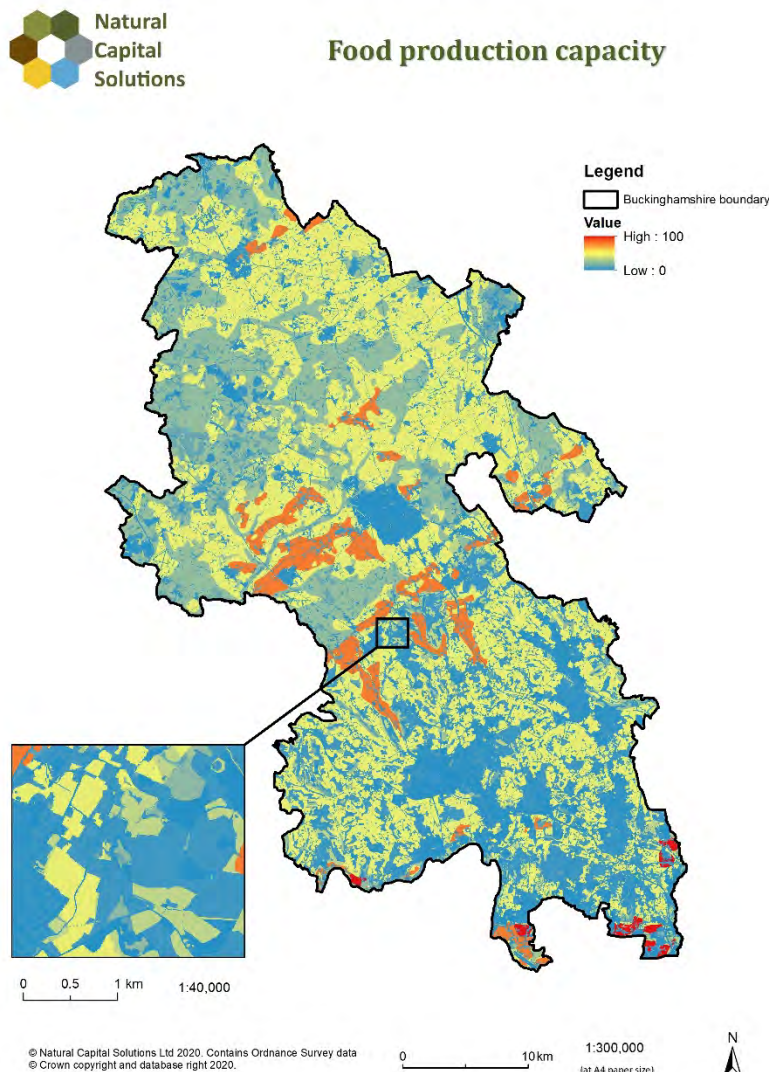 Natural
Capital
Solutions
Food production capacity
Legend
Buckinghamshire boundary
Value
High : 100
Low : 0
0 0.5 1 km 1:40,000
© Natural Capital Solutions Ltd 2020. Contains Ordnance Survey data
© Crown copyright and database right 2020.
0 10 km
1:300,000
(at A4 paper size)
N